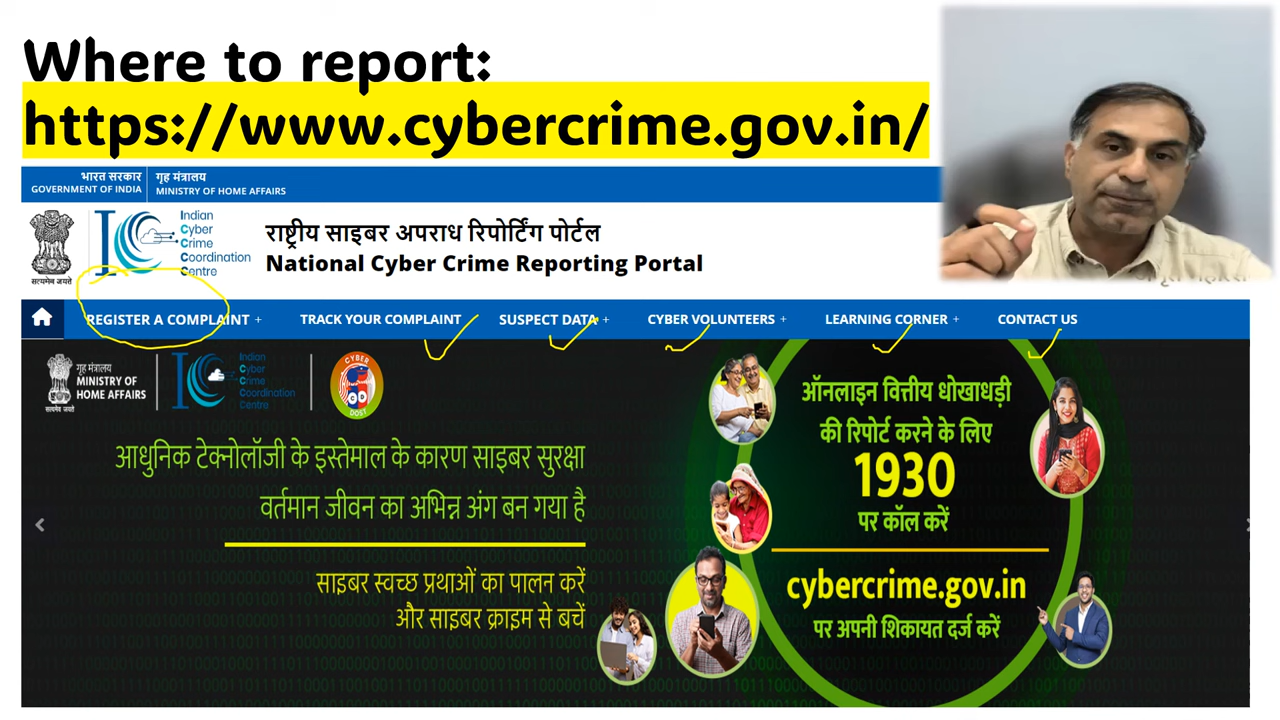 Where to report:
https://www.cybercrime.gov.in/
भारत सरकार
GOVERNMENT OF INDIA
गृह मंत्रालय
MINISTRY OF HOME AFFAIRS
सत्यमेव जयते
Indian
Cyber
Crime
Coordination
Centre
राष्ट्रीय साइबर अपराध रिपोर्टिंग पोर्टल
National Cyber Crime Reporting Portal
REGISTER A COMPLAINT + TRACK YOUR COMPLAINT SUSPECT DATA + CYBER VOLUNTEERS + LEARNING CORNER + CONTACT US
गृह मंत्रालय
MINISTRY OF
HOME AFFAIRS
सत्यमेव जयते
Indian
Cyber
Crime
Coordination
Centre
CYBER
DOST
आधुनिक टेक्नोलॉजी के इस्तेमाल के कारण साइबर सुरक्षा
वर्तमान जीवन का अभिन्न अंग बन गया है
साइबर स्वच्छ प्रथाओं का पालन करें
और साइबर क्राइम से बचें
ऑनलाइन वित्तीय धोखाधड़ी
की रिपोर्ट करने के लिए
1930
पर कॉल करें
cybercrime.gov.in
पर अपनी शिकायत दर्ज करें